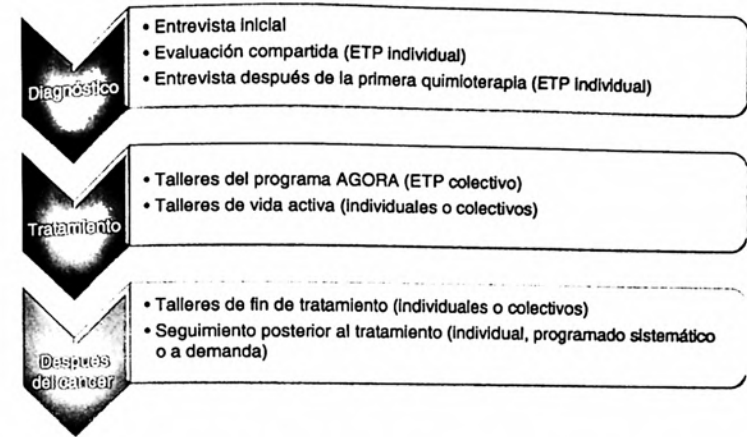 Diagnóstico
• Entrevista inicial
• Evaluación compartida (ETP individual)
• Entrevista después de la primera quimioterapia (ETP individual)
Tratamiento
• Talleres del programa AGORA (ETP colectivo)
• Talleres de vida activa (individuales o colectivos)
Después
del cancer
• Talleres de fin de tratamiento (individuales o colectivos)
• Seguimiento posterior al tratamiento (individual, programado sistemático
o a demanda)